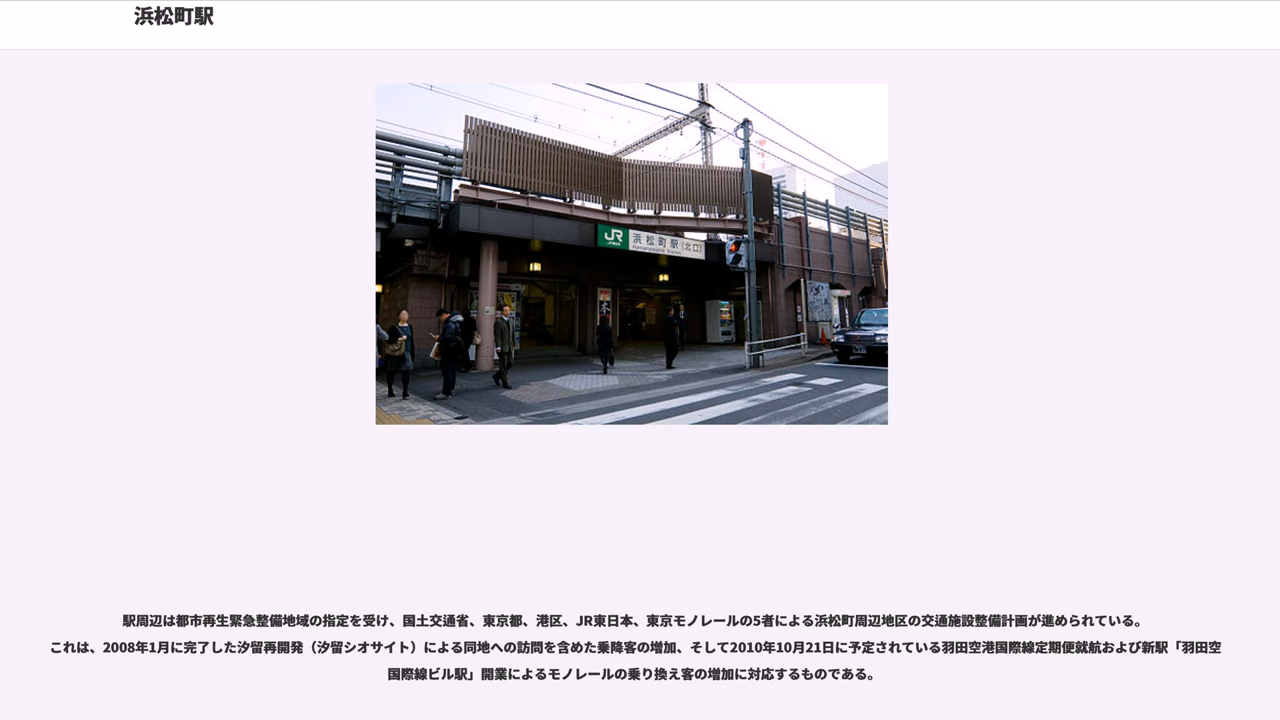 浜松町駅
JR
浜松町駅(北口)
Hamamatsucho Station
駅周辺は都市再生緊急整備地域の指定を受け、国土交通省、東京都、港区、JR東日本、東京モノレールの5者による浜松町周辺地区の交通施設整備計画が進められている。
これは、2008年1月に完了した汐留再開発（汐留シオサイト）による同地への訪問を含めた乗降客の増加、そして2010年10月21日に予定されている羽田空港国際線定期便就航および新駅「羽田空
国際線ビル駅」開業によるモノレールの乗り換え客の増加に対応するものである。